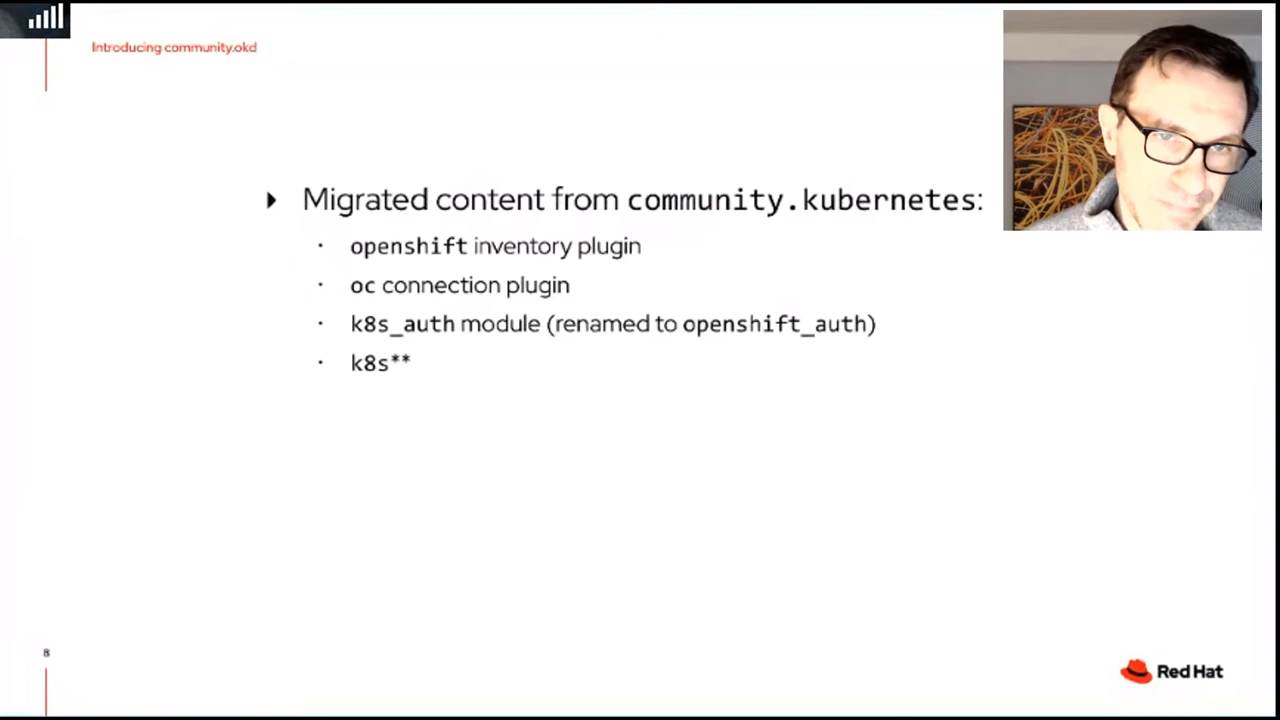 Introducing community.okd
Migrated content from community.kubernetes:
openshift inventory plugin
oc connection plugin
k8s_auth module (renamed to openshift_auth)
k8s**
8
Red Hat